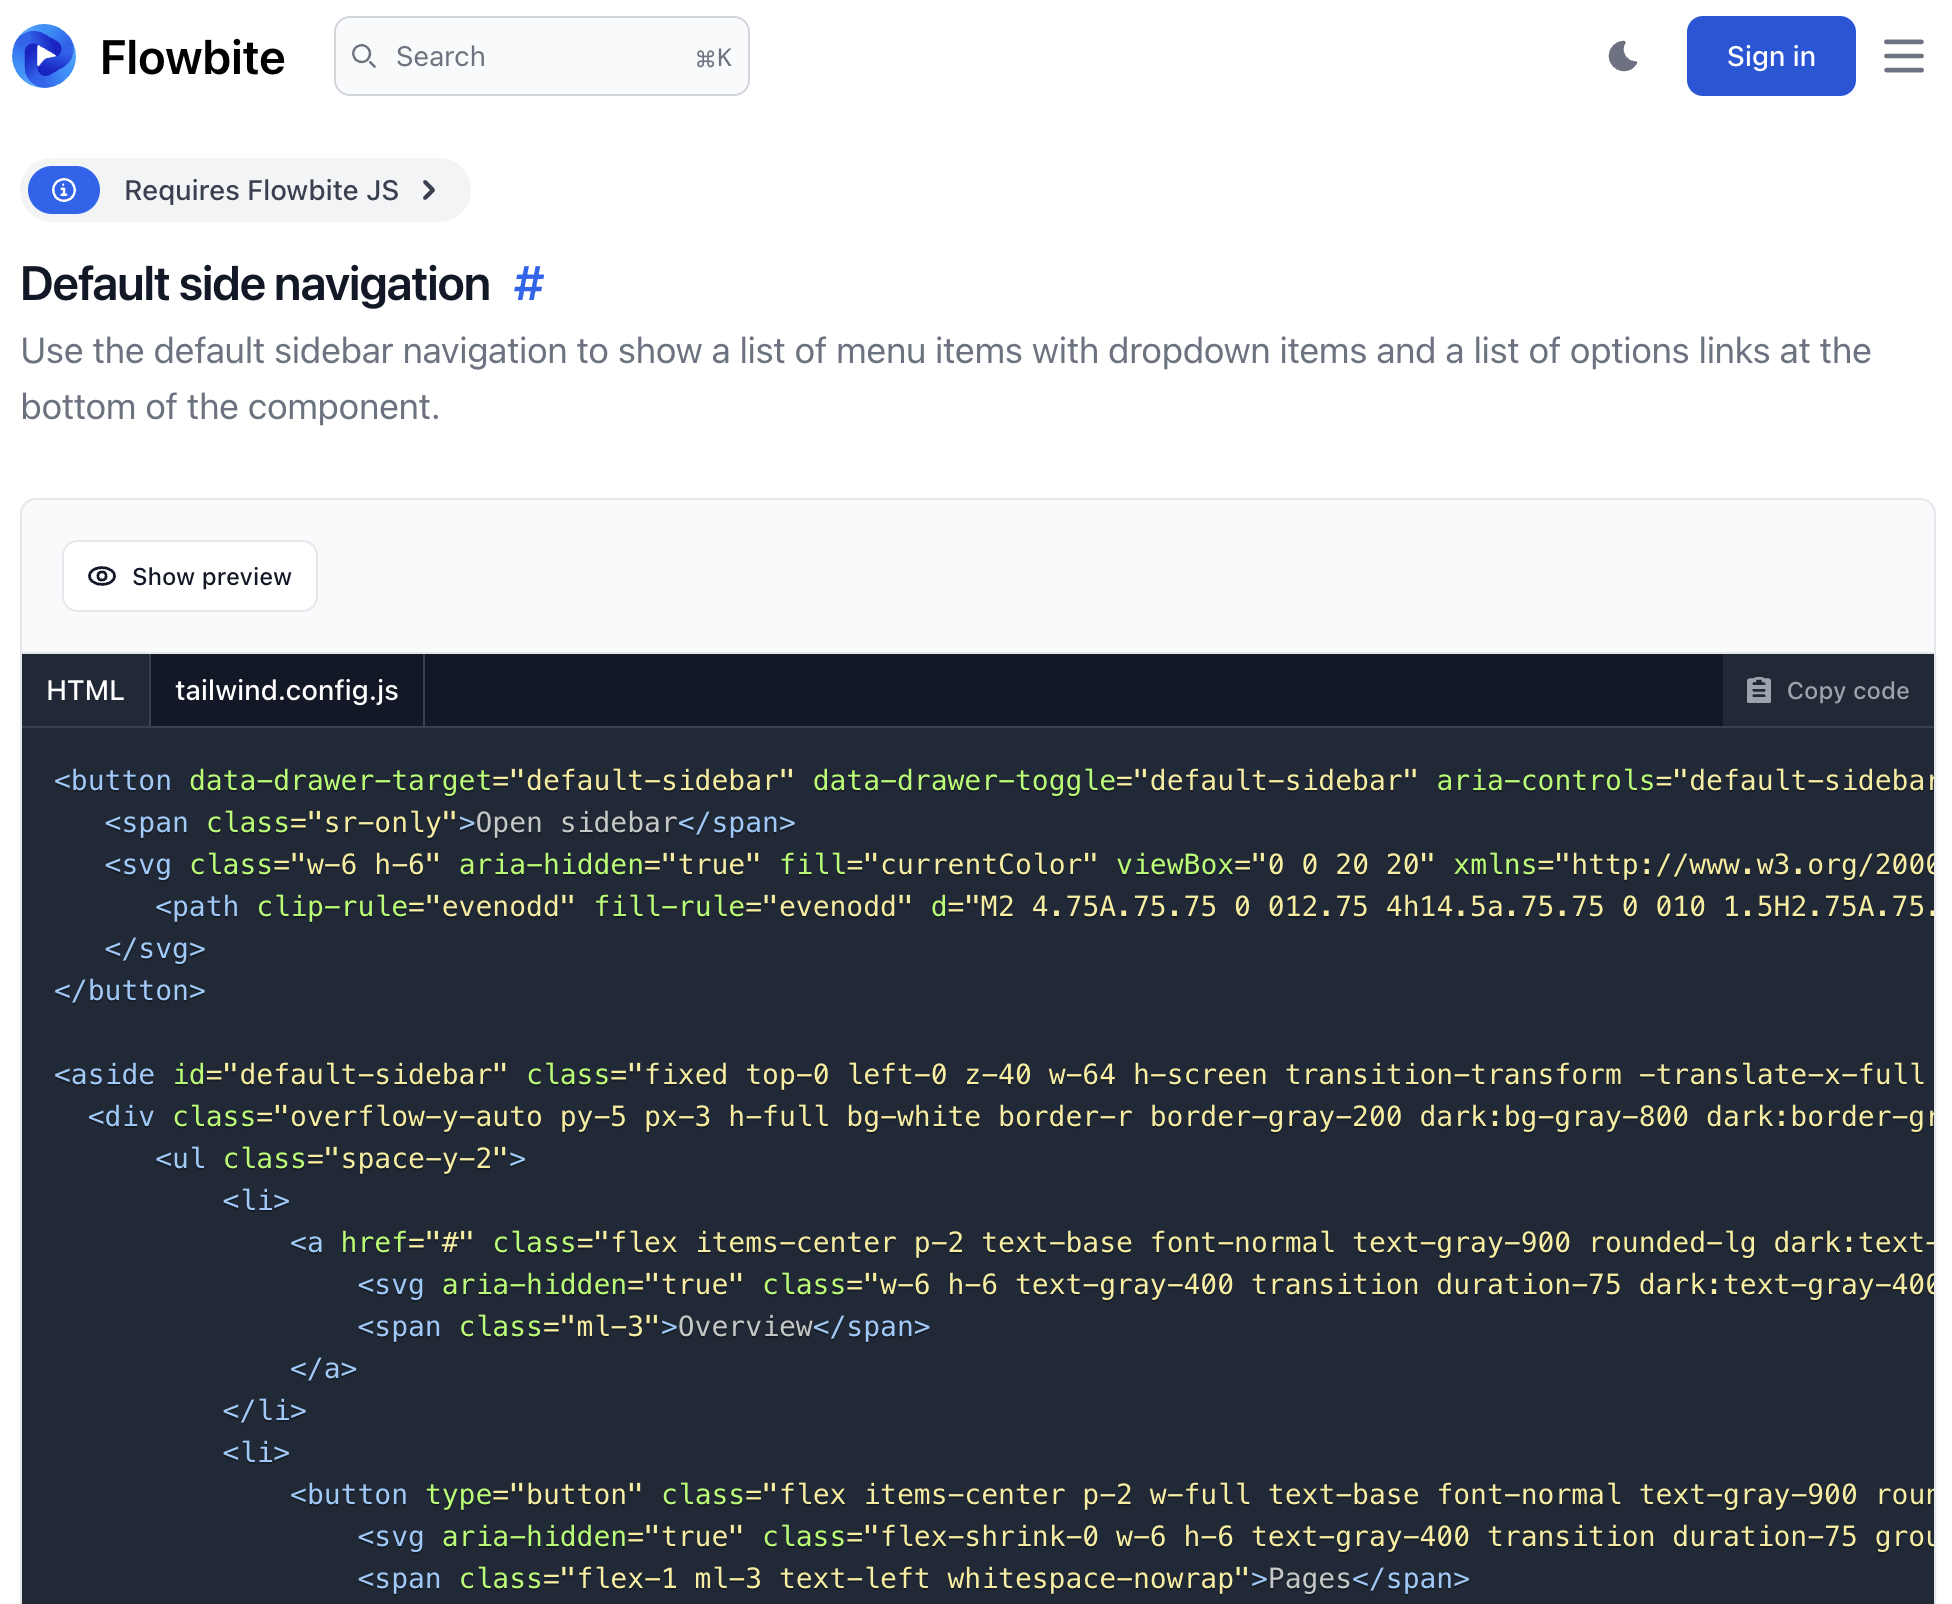 Flowbite
Search ⌘K
Sign in
Requires Flowbite JS
Default side navigation #
Use the default sidebar navigation to show a list of menu items with dropdown items and a list of options links at the
bottom of the component.
Show preview
HTML
tailwind.config.js
Copy code
<button data-drawer-target="default-sidebar" data-drawer-toggle="default-sidebar" aria-controls="default-sidebar
<span class="sr-only">Open sidebar</span>
<svg class="w-6 h-6" aria-hidden="true" fill="currentColor" viewBox="0 0 20 20" xmlns="http://www.w3.org/2000
<path clip-rule="evenodd" fill-rule="evenodd" d="M2 4.75A.75.75 0 012.75 4h14.5a.75.75 0 010 1.5H2.75A.75.
</svg>
</button>
<aside id="default-sidebar" class="fixed top-0 left-0 z-40 w-64 h-screen transition-transform -translate-x-full
<div class="overflow-y-auto py-5 px-3 h-full bg-white border-r border-gray-200 dark:bg-gray-800 dark:border-gr
<ul class="space-y-2">
<li>
<a href="#" class="flex items-center p-2 text-base font-normal text-gray-900 rounded-lg dark:text-
<svg aria-hidden="true" class="w-6 h-6 text-gray-400 transition duration-75 dark:text-gray-400
<span class="ml-3">Overview</span>
</a>
</li>
<li>
<button type="button" class="flex items-center p-2 w-full text-base font-normal text-gray-900 roun
<svg aria-hidden="true" class="flex-shrink-0 w-6 h-6 text-gray-400 transition duration-75 grou
<span class="flex-1 ml-3 text-left whitespace-nowrap">Pages</span>